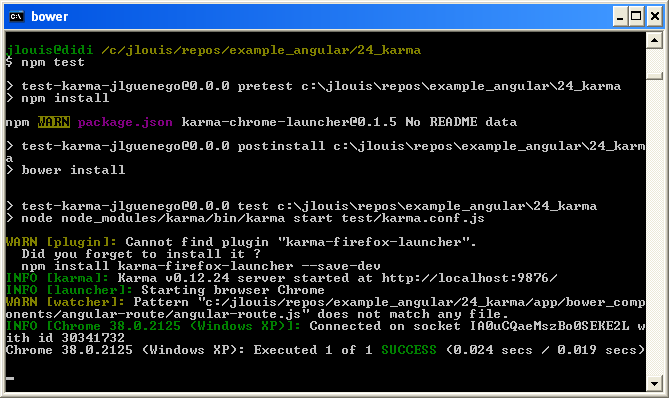 bower
jlouis@didi /c/jlouis/repos/example_angular/24_karma
$ npm test
> test-karma-jlguenego@0.0.0 pretest c:\jlouis\repos\example_angular\24_karma
> npm install
npm WARN package.json karma-chrome-launcher@0.1.5 No README data
> test-karma-jlguenego@0.0.0 postinstall c:\jlouis\repos\example_angular\24_karm
a
> bower install
> test-karma-jlguenego@0.0.0 test c:\jlouis\repos\example_angular\24_karma
> node node_modules/karma/bin/karma start test/karma.conf.js
WARN [plugin]: Cannot find plugin "karma-firefox-launcher".
Did you forget to install it ?
npm install karma-firefox-launcher --save-dev
INFO [karma]: Karma v0.12.24 server started at http://localhost:9876/
INFO [launcher]: Starting browser Chrome
WARN [watcher]: Pattern "c:/jlouis/repos/example_angular/24_karma/app/bower_comp
onents/angular-route/angular-route.js" does not match any file.
INFO [Chrome 38.0.2125 (Windows XP)]: Connected on socket IA0uCQaeMszBo0SEKE2L w
ith id 30341732
Chrome 38.0.2125 (Windows XP): Executed 1 of 1 SUCCESS (0.024 secs / 0.019 secs)